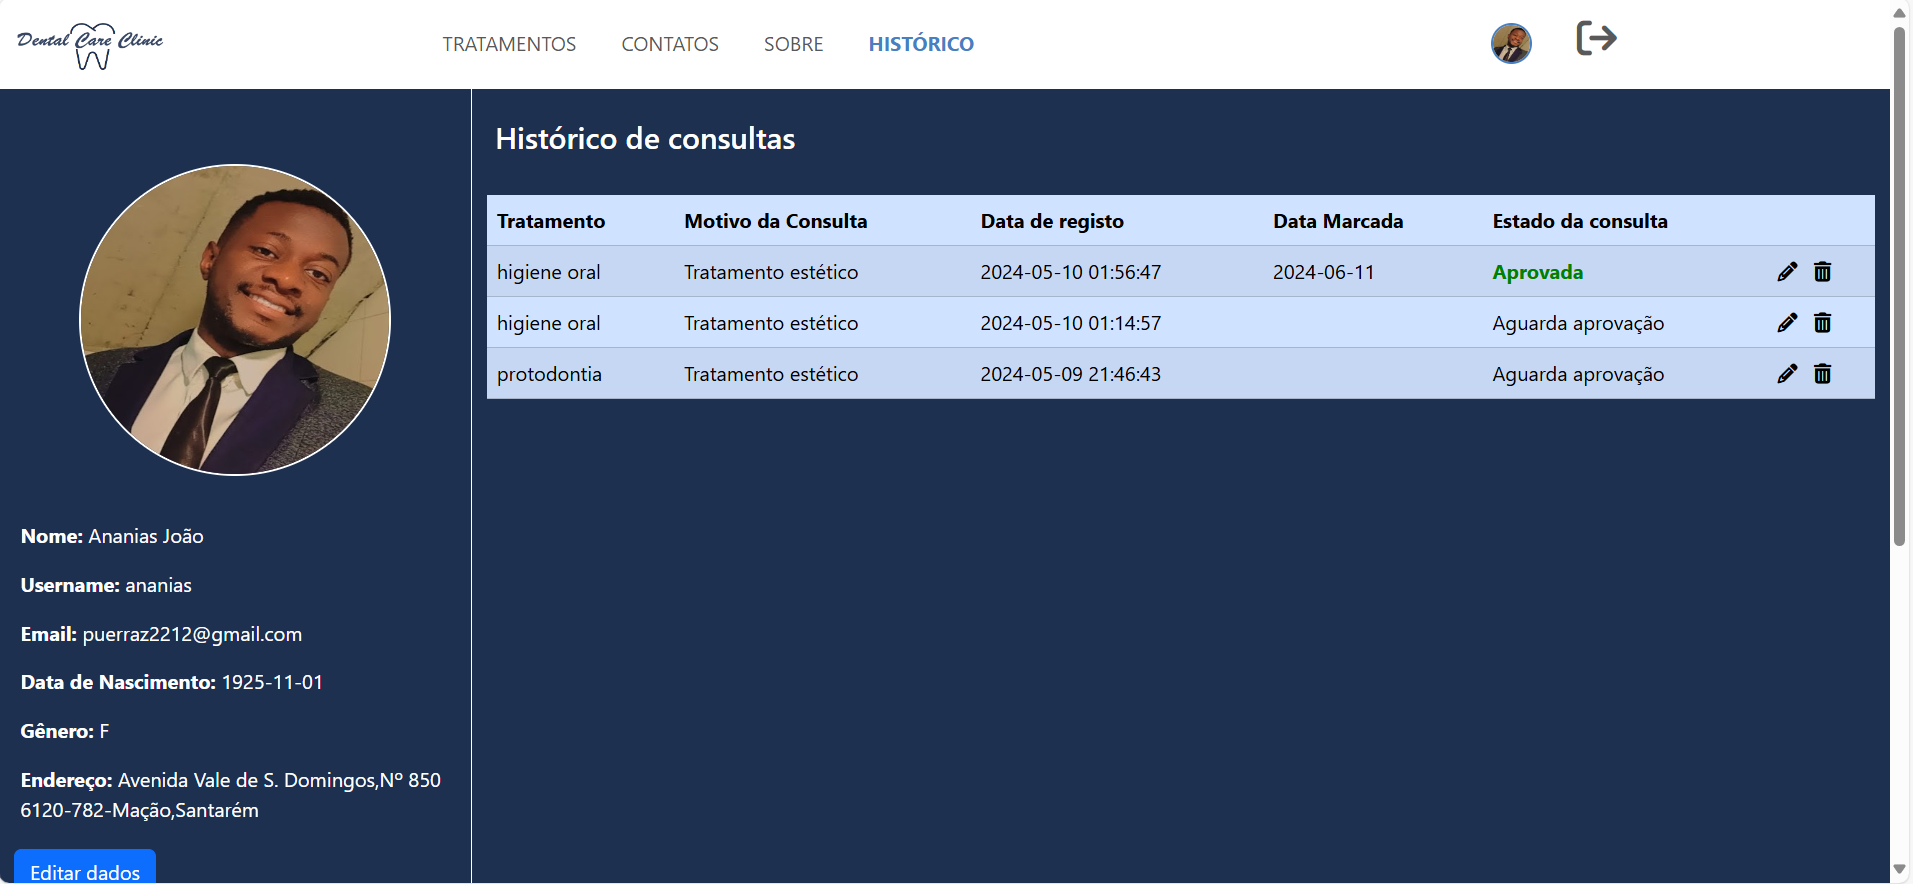 Dental Care Clinic
TRATAMENTOS CONTATOS SOBRE HISTÓRICO
Histórico de consultas
Tratamento Motivo da Consulta Data de registo Data Marcada Estado da consulta
higiene oral Tratamento estético 2024-05-10 01:56:47 2024-06-11 Aprovada
higiene oral Tratamento estético 2024-05-10 01:14:57 Aguarda aprovação
protodontia Tratamento estético 2024-05-09 21:46:43 Aguarda aprovação
Nome: Ananias João
Username: ananias
Email: puerraz2212@gmail.com
Data de Nascimento: 1925-11-01
Gênero: F
Endereço: Avenida Vale de S. Domingos,Nº 850
6120-782-Mação,Santarém
Editar dados